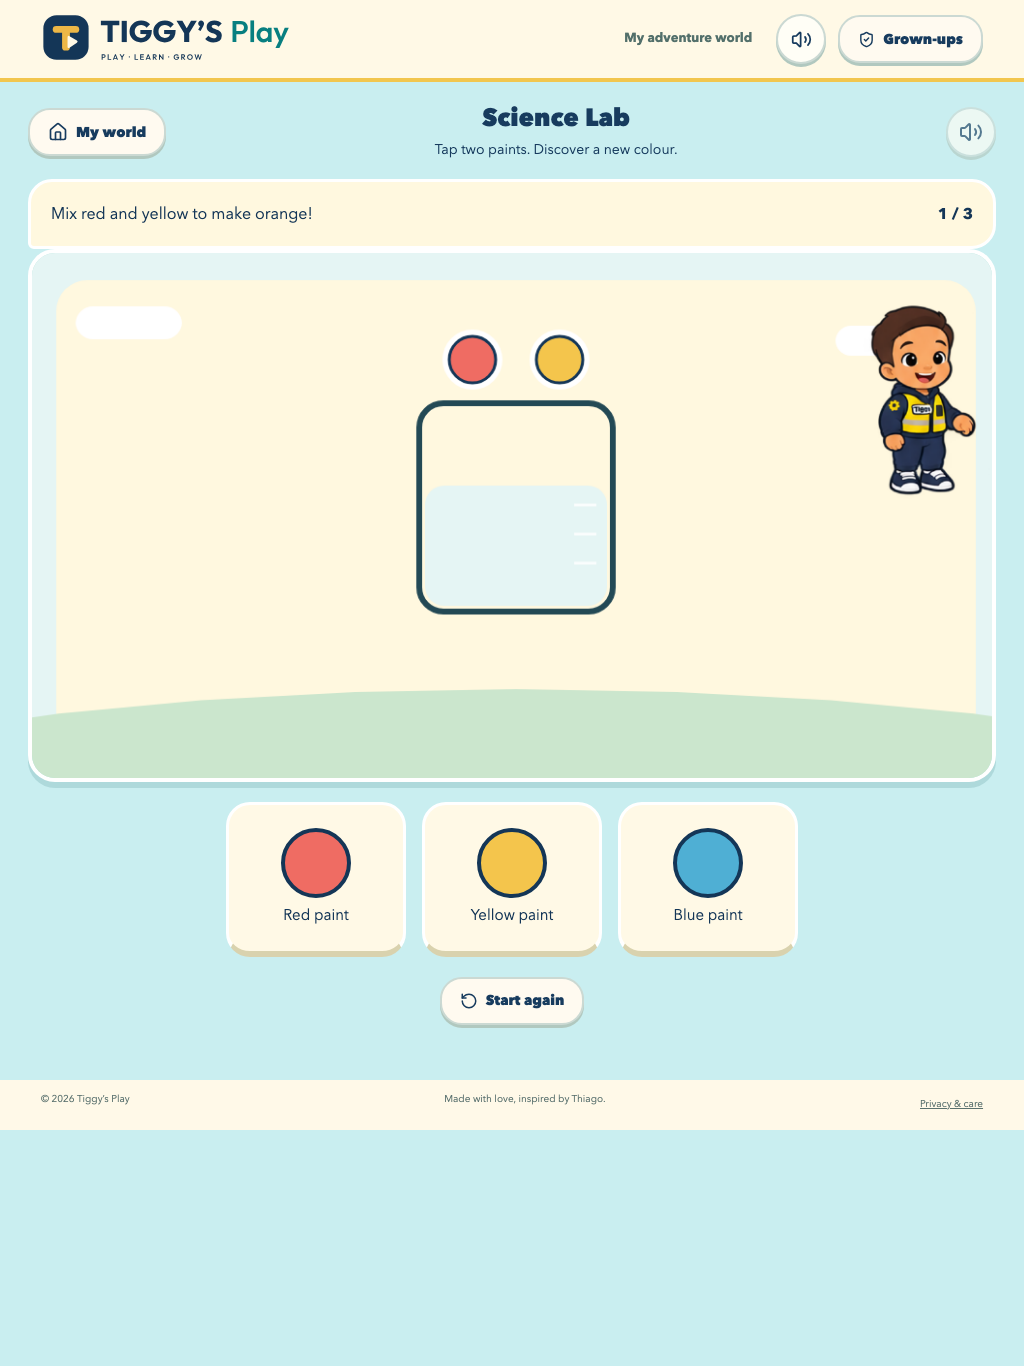 TIGGY'S Play
PLAY · LEARN · GROW
My adventure world
Grown-ups
My world
Science Lab
Tap two paints. Discover a new colour.
Mix red and yellow to make orange!
1 / 3
Tiggy
Red paint
Yellow paint
Blue paint
Start again
© 2026 Tiggy's Play
Made with love, inspired by Thiago.
Privacy & care